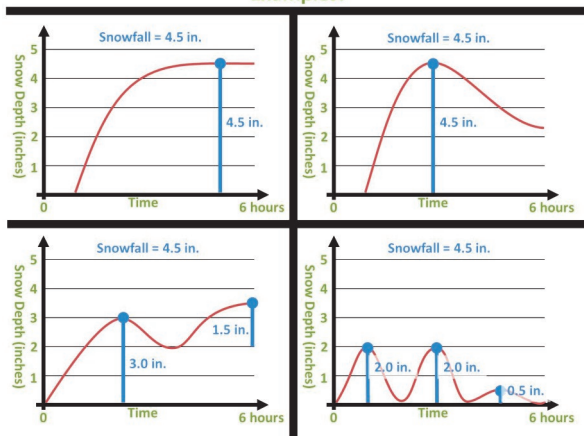 Snowfall = 4.5 in.
Snow Depth (inches)
5
4
3
2
1
4.5 in.
0
Time
6 hours
Snowfall = 4.5 in.
Snow Depth (inches)
5
4
3
2
1
4.5 in.
0
Time
6 hours
Snowfall = 4.5 in.
Snow Depth (inches)
5
4
3
2
1
3.0 in.
1.5 in.
0
Time
6 hours
Snowfall = 4.5 in.
Snow Depth (inches)
5
4
3
2
1
2.0 in.
2.0 in.
0.5 in.
0
Time
6 hours